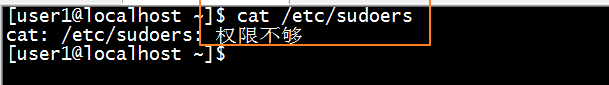 [user1@localhost ~]$ cat /etc/sudoers
cat: /etc/sudoers: 权限不够
[user1@localhost ~]$